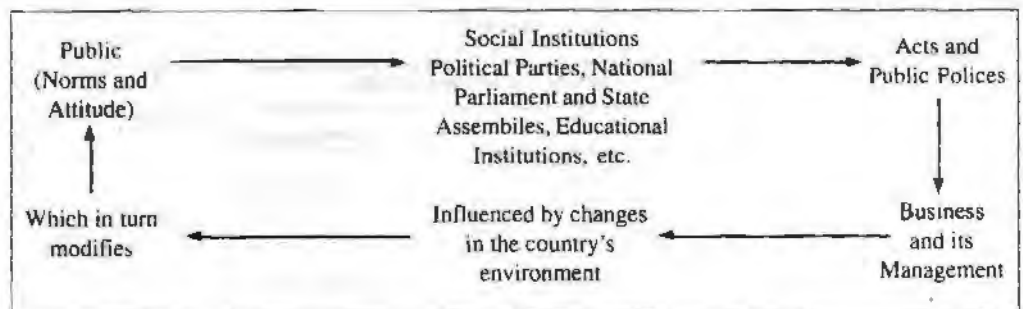 Public
(Norms and
Attitude)
Social Institutions
Political Parties, National
Parliament and State
Assembiles, Educational
Institutions, etc.
Acts and
Public Polices
Business
and its
Management
Influenced by changes
in the country's
environment
Which in turn
modifies